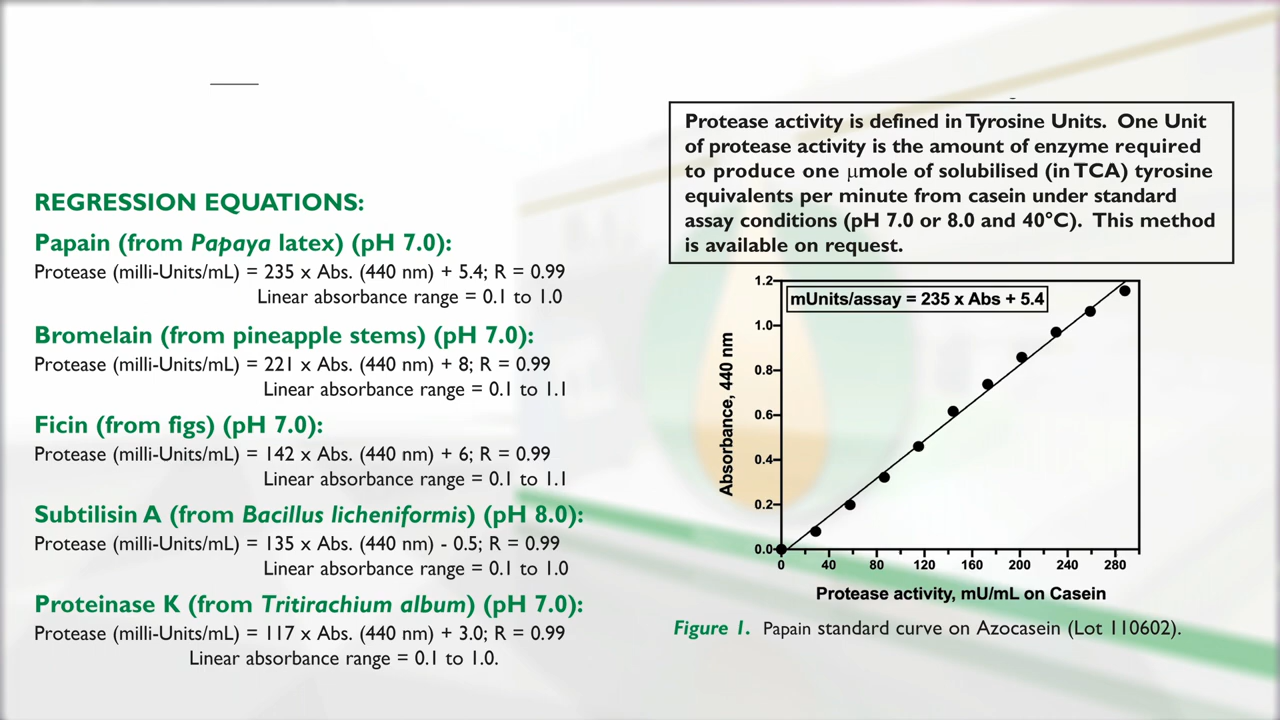 REGRESSION EQUATIONS:
Papain (from Papaya latex) (pH 7.0):
Protease (milli-Units/mL) = 235 x Abs. (440 nm) + 5.4; R = 0.99
Linear absorbance range = 0.1 to 1.0
Bromelain (from pineapple stems) (pH 7.0):
Protease (milli-Units/mL) = 221 x Abs. (440 nm) + 8; R = 0.99
Linear absorbance range = 0.1 to 1.1
Ficin (from figs) (pH 7.0):
Protease (milli-Units/mL) = 142 x Abs. (440 nm) + 6; R = 0.99
Linear absorbance range = 0.1 to 1.1
Subtilisin A (from Bacillus licheniformis) (pH 8.0):
Protease (milli-Units/mL) = 135 x Abs. (440 nm) - 0.5; R = 0.99
Linear absorbance range = 0.1 to 1.0
Proteinase K (from Tritirachium album) (pH 7.0):
Protease (milli-Units/mL) = 117 x Abs. (440 nm) + 3.0; R = 0.99
Linear absorbance range = 0.1 to 1.0.
Protease activity is defined in Tyrosine Units. One Unit
of protease activity is the amount of enzyme required
to produce one µmole of solubilised (in TCA) tyrosine
equivalents per minute from casein under standard
assay conditions (pH 7.0 or 8.0 and 40°C). This method
is available on request.
mUnits/assay = 235 x Abs + 5.4
Absorbance, 440 nm
1.2
1.0
0.8
0.6
0.4
0.2
0.0
0 40 80 120 160 200 240 280
Protease activity, mU/mL on Casein
Figure 1. Papain standard curve on Azocasein (Lot 110602).